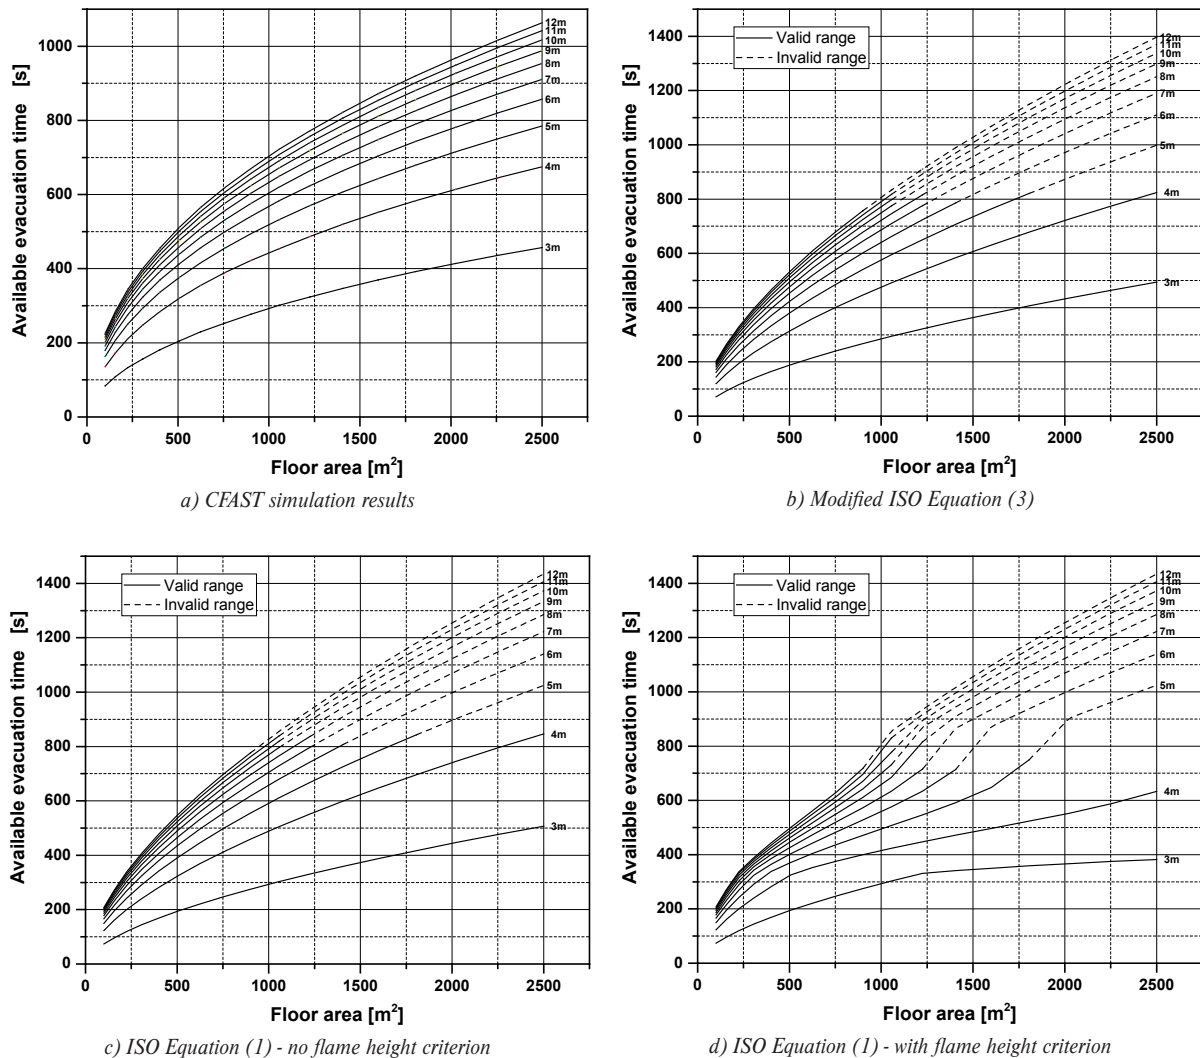 12m
11m
10m
9m
8m
7m
6m
5m
4m
3m
1000
800
600
400
200
0
Available evacuation time [s]
0 500 1000 1500 2000 2500
Floor area [m²]
a) CFAST simulation results
Valid range
Invalid range
12m
11m
10m
9m
8m
7m
6m
5m
4m
3m
1400
1200
1000
800
600
400
200
0
Available evacuation time [s]
0 500 1000 1500 2000 2500
Floor area [m²]
b) Modified ISO Equation (3)
Valid range
Invalid range
12m
11m
10m
9m
8m
7m
6m
5m
4m
3m
1400
1200
1000
800
600
400
200
0
Available evacuation time [s]
0 500 1000 1500 2000 2500
Floor area [m²]
c) ISO Equation (1) - no flame height criterion
Valid range
Invalid range
12m
11m
10m
9m
8m
7m
6m
5m
4m
3m
1400
1200
1000
800
600
400
200
0
Available evacuation time [s]
0 500 1000 1500 2000 2500
Floor area [m²]
d) ISO Equation (1) - with flame height criterion